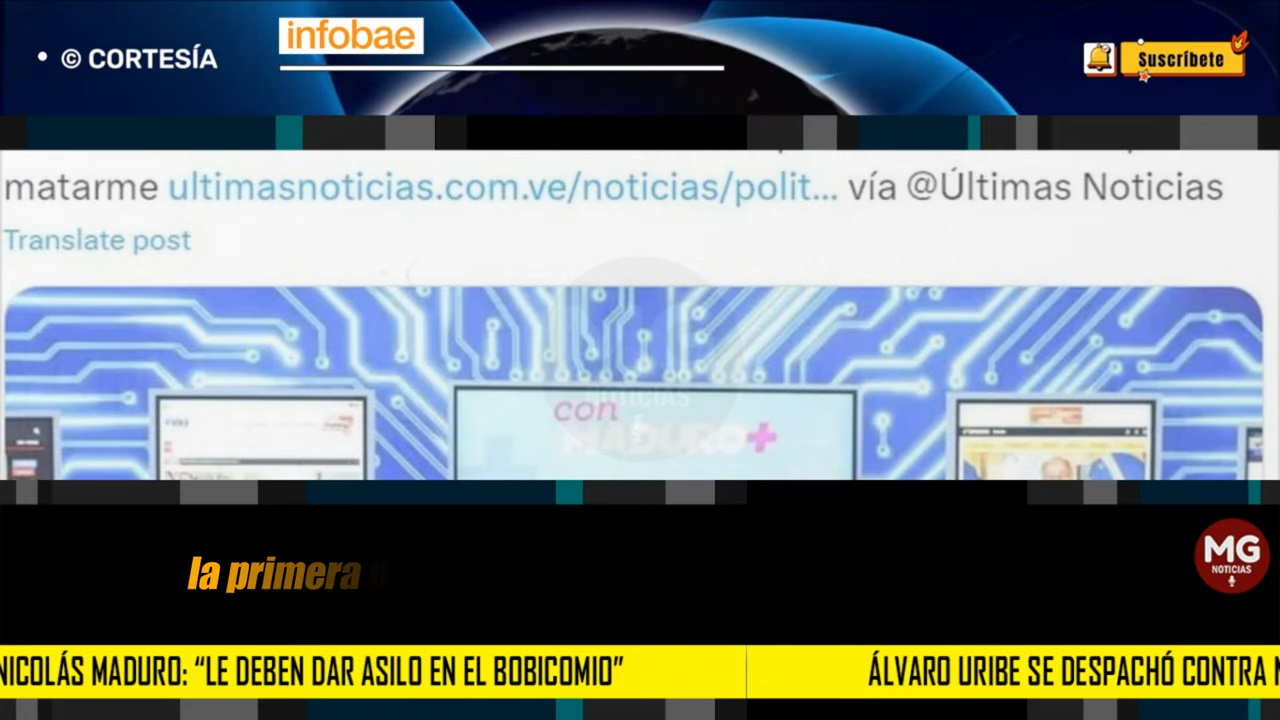 infobae
• © CORTESÍA
Suscríbete
matarme ultimasnoticias.com.ve/noticias/polit... vía @Últimas Noticias
Translate post
NOTICIAS
con
MADURO+
la primera
MG
NOTICIAS
NICOLÁS MADURO: “LE DEBEN DAR ASILO EN EL BOBICOMIO”
ÁLVARO URIBE SE DESPACHÓ CONTRA N